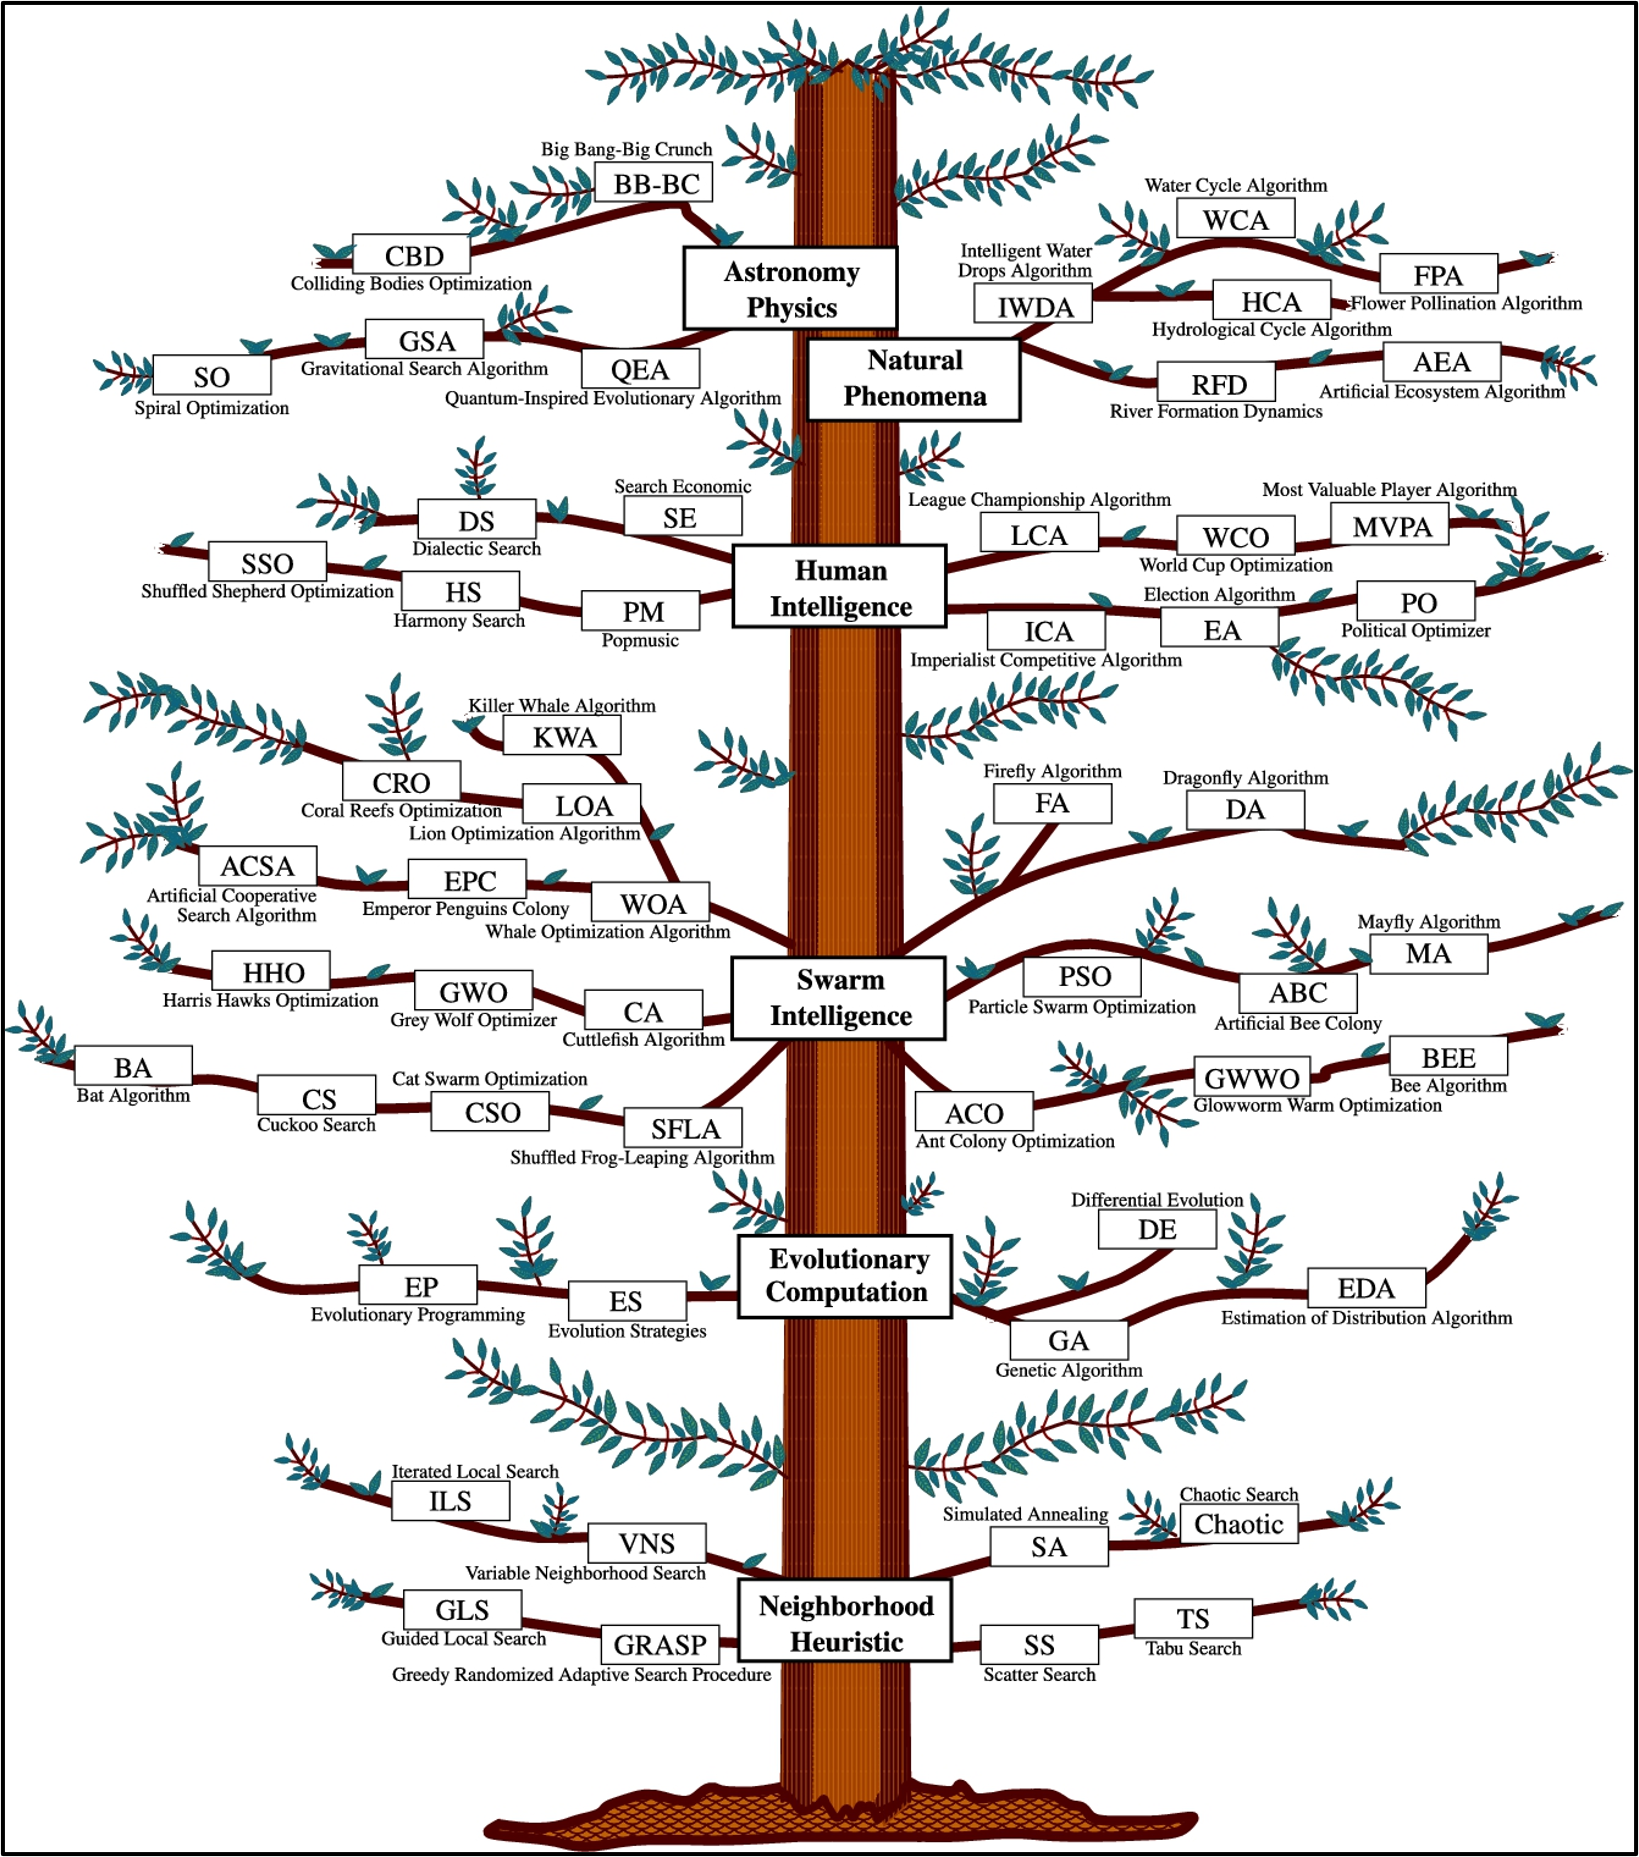 Big Bang-Big Crunch
BB-BC
CBD
Colliding Bodies Optimization
Astronomy
Physics
GSA
Gravitational Search Algorithm
SO
Spiral Optimization
QEA
Quantum-Inspired Evolutionary Algorithm
Water Cycle Algorithm
WCA
Intelligent Water
Drops Algorithm
IWDA
FPA
Flower Pollination Algorithm
HCA
Hydrological Cycle Algorithm
Natural
Phenomena
RFD
River Formation Dynamics
AEA
Artificial Ecosystem Algorithm
Search Economic
SE
DS
Dialectic Search
SSO
Shuffled Shepherd Optimization
HS
Harmony Search
PM
Popmusic
Human
Intelligence
League Championship Algorithm
LCA
WCO
World Cup Optimization
Most Valuable Player Algorithm
MVPA
ICA
Imperialist Competitive Algorithm
Election Algorithm
EA
PO
Political Optimizer
Killer Whale Algorithm
KWA
CRO
Coral Reefs Optimization
LOA
Lion Optimization Algorithm
ACSA
Artificial Cooperative
Search Algorithm
EPC
Emperor Penguins Colony
WOA
Whale Optimization Algorithm
Firefly Algorithm
FA
Dragonfly Algorithm
DA
HHO
Harris Hawks Optimization
GWO
Grey Wolf Optimizer
CA
Cuttlefish Algorithm
Swarm
Intelligence
PSO
Particle Swarm Optimization
ABC
Artificial Bee Colony
Mayfly Algorithm
MA
BA
Bat Algorithm
CS
Cuckoo Search
Cat Swarm Optimization
CSO
SFLA
Shuffled Frog-Leaping Algorithm
ACO
Ant Colony Optimization
GWWO
Glowworm Warm Optimization
BEE
Bee Algorithm
EP
Evolutionary Programming
ES
Evolution Strategies
Evolutionary
Computation
Differential Evolution
DE
GA
Genetic Algorithm
EDA
Estimation of Distribution Algorithm
Iterated Local Search
ILS
VNS
Variable Neighborhood Search
GLS
Guided Local Search
GRASP
Greedy Randomized Adaptive Search Procedure
Neighborhood
Heuristic
Simulated Annealing
SA
Chaotic Search
Chaotic
SS
Scatter Search
TS
Tabu Search